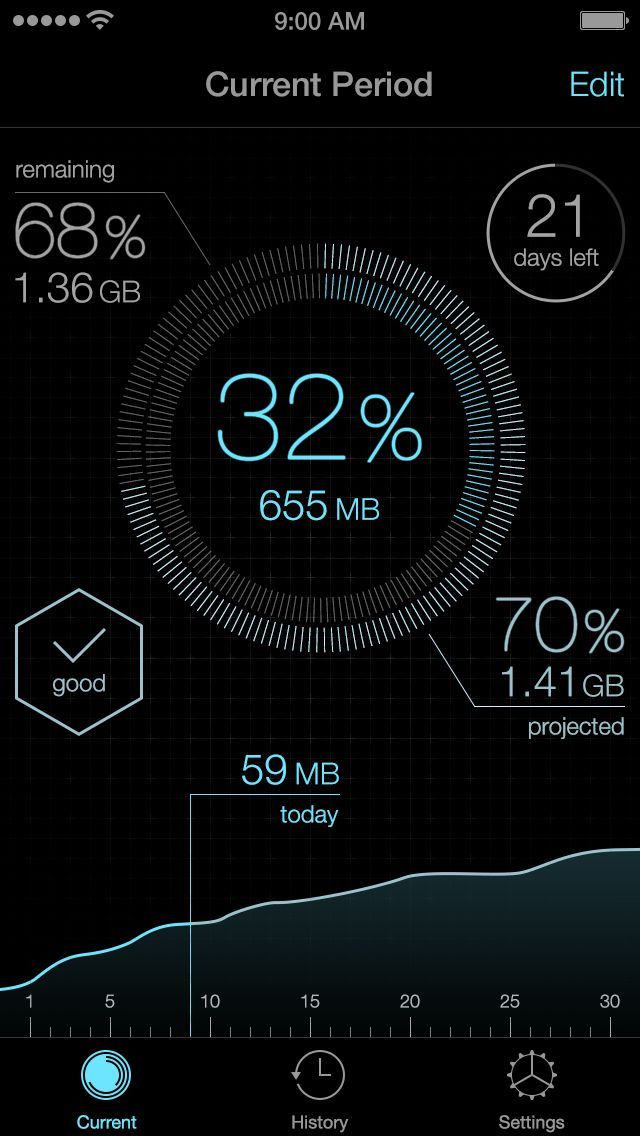 9:00 AM
Current Period
Edit
remaining
68%
1.36 GB
21
days left
32%
655 MB
good
70%
1.41 GB
projected
59 MB
today
1 5 10 15 20 25 30
Current
History
Settings